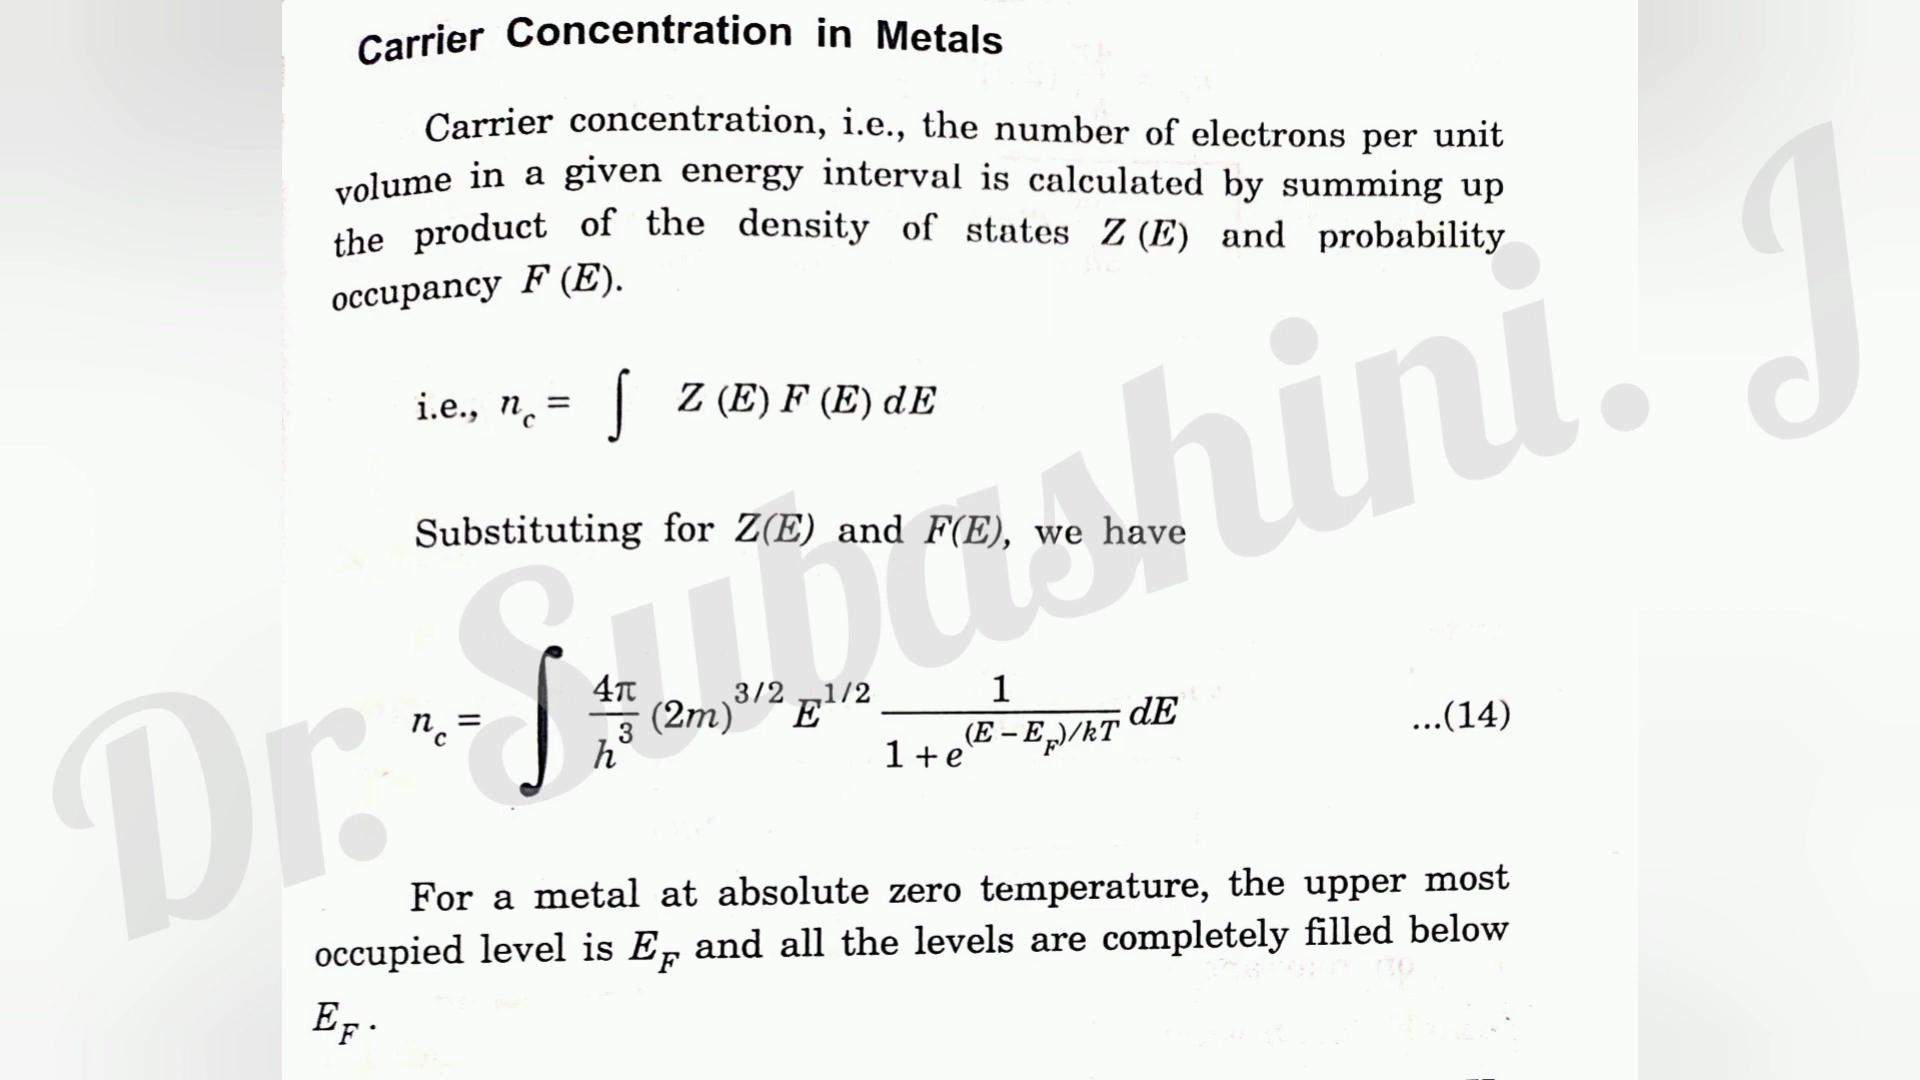 Carrier Concentration in Metals
Carrier concentration, i.e., the number of electrons per unit
volume in a given energy interval is calculated by summing up
the product of the density of states Z (E) and probability
occupancy F (E).
i.e., n_c = ∫ Z (E) F (E) dE
Substituting for Z(E) and F(E), we have
n_c = ∫ 4π/h³ (2m)^3/2 E^1/2 1/(1 + e^(E − E_F)/kT) dE ...(14)
For a metal at absolute zero temperature, the upper most
occupied level is E_F and all the levels are completely filled below
E_F .
Dr. Subashini. J